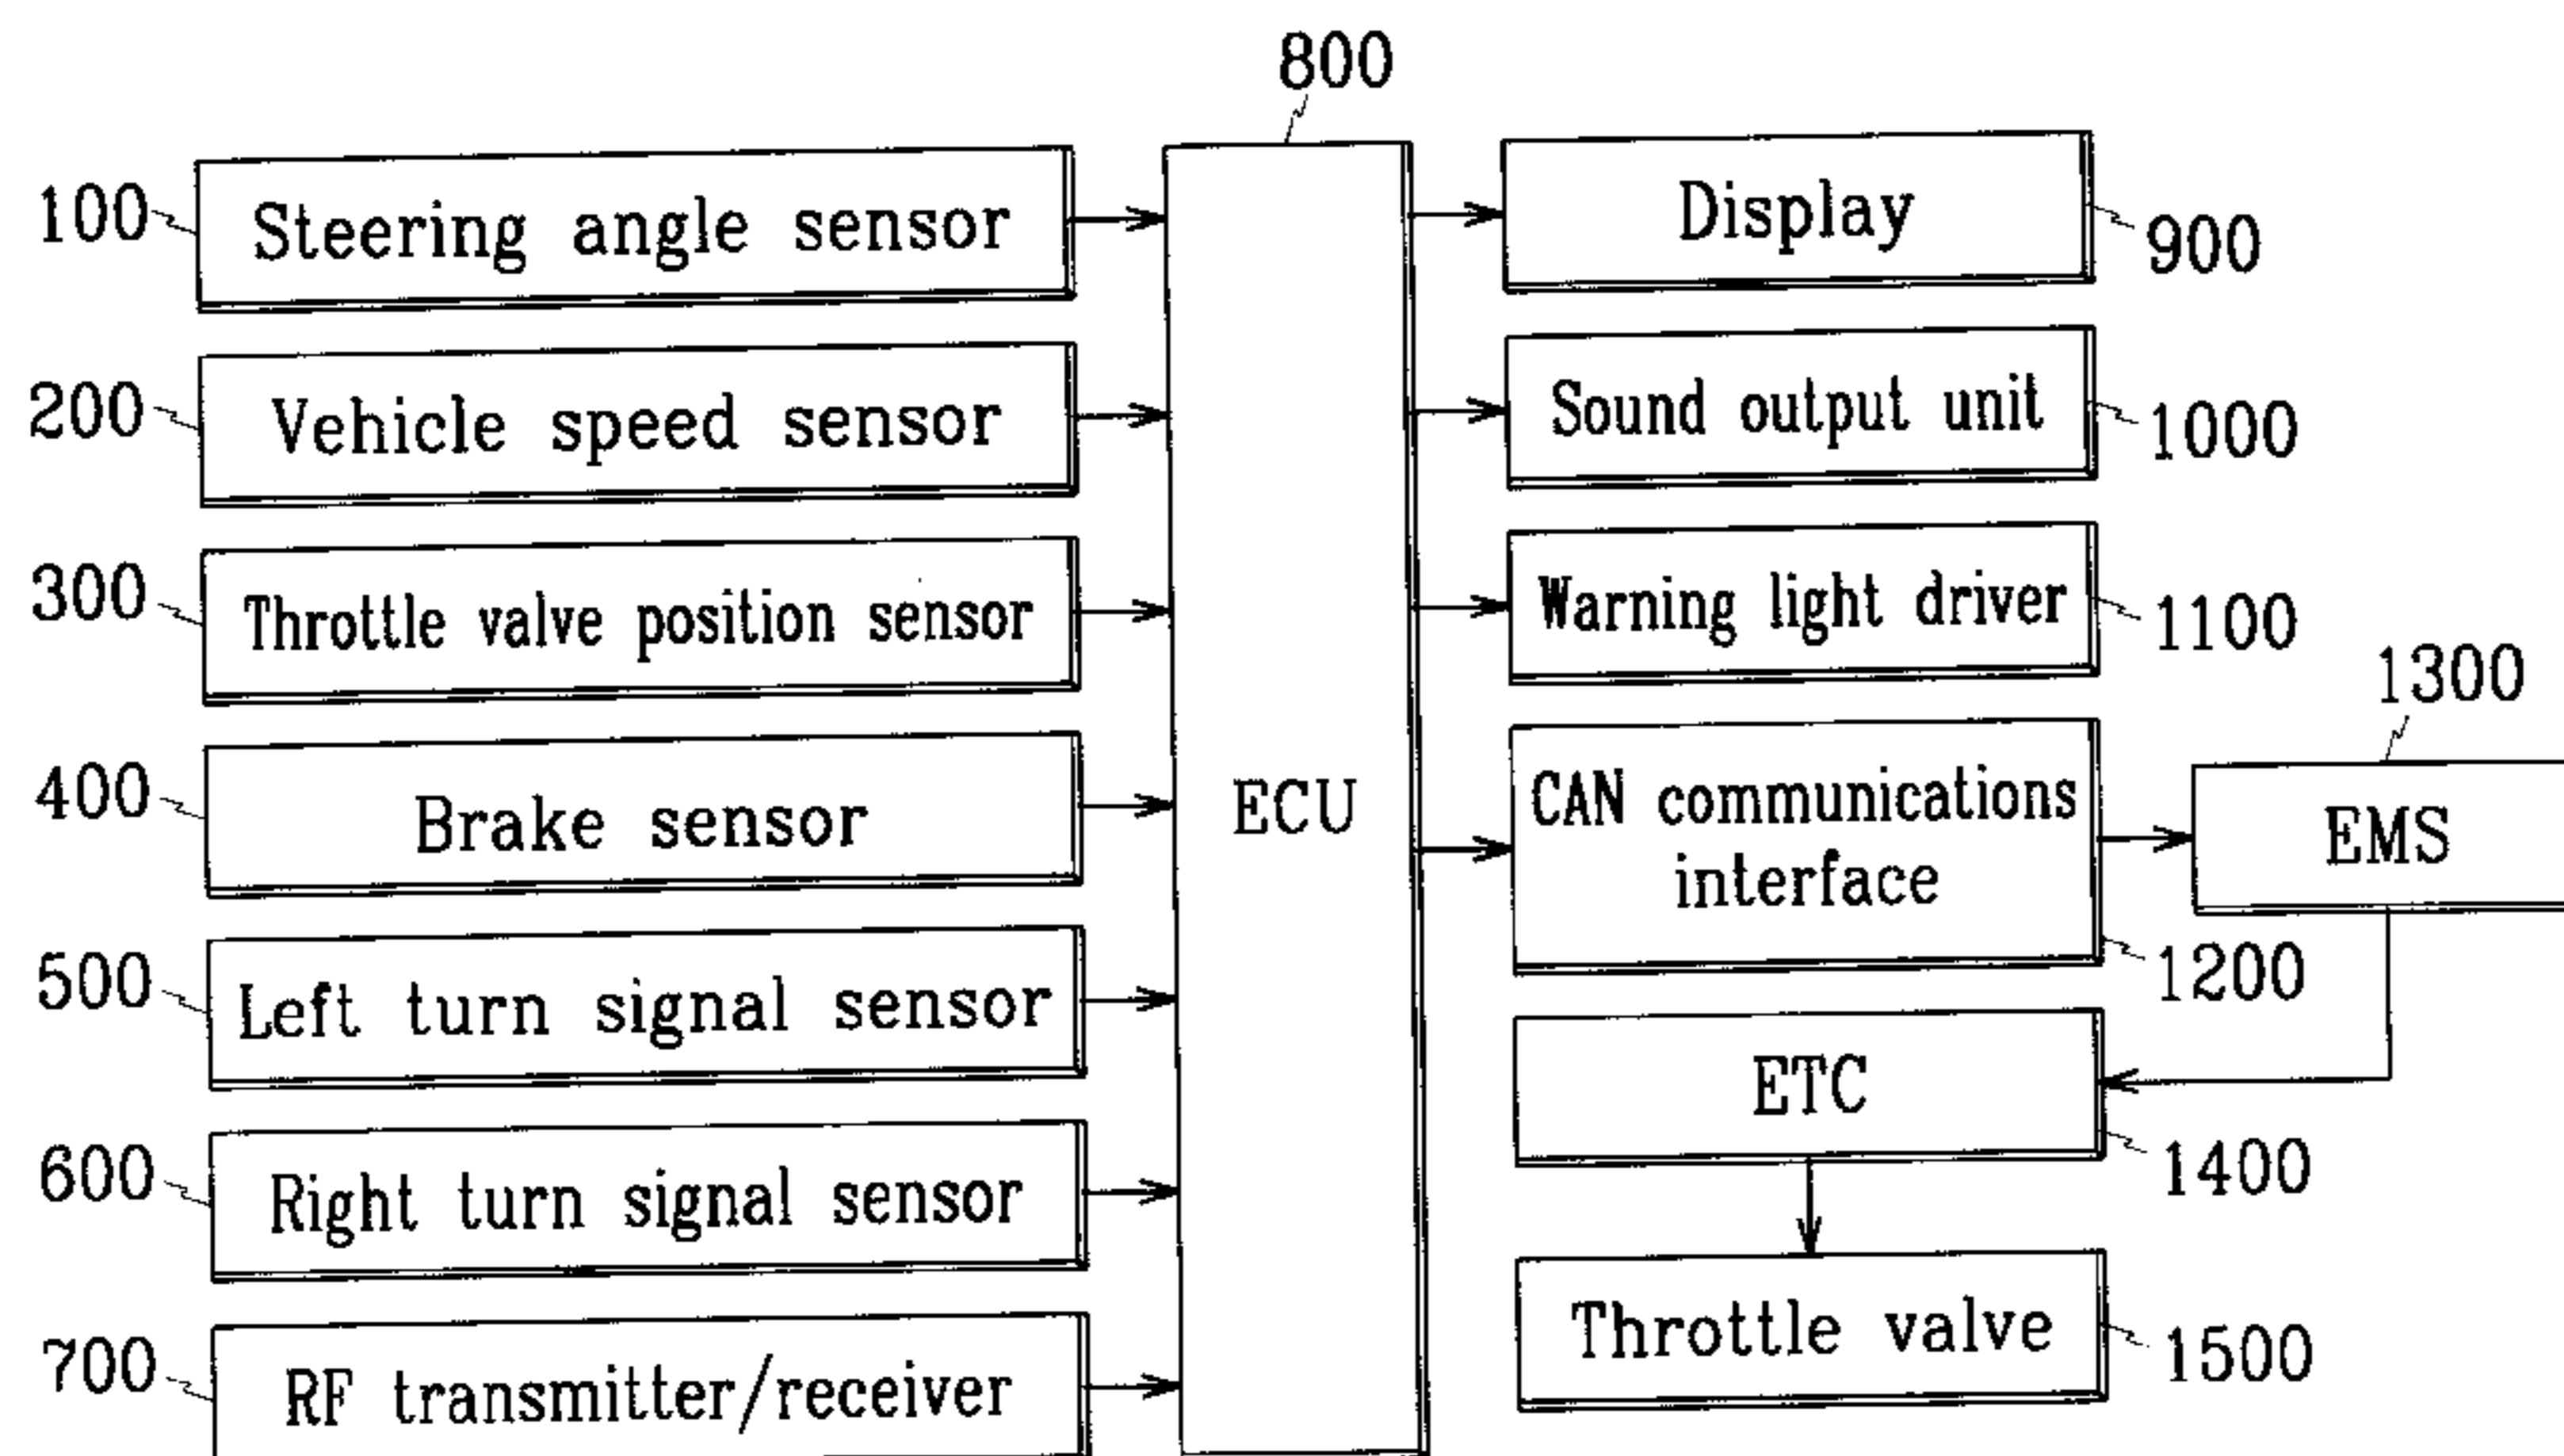 800
100
Steering angle sensor
Display
900
200
Vehicle speed sensor
Sound output unit
1000
300
Throttle valve position sensor
Warning light driver
1100
1300
400
Brake sensor
ECU
CAN communications
interface
EMS
1200
500
Left turn signal sensor
ETC
1400
600
Right turn signal sensor
Throttle valve
1500
700
RF transmitter/receiver